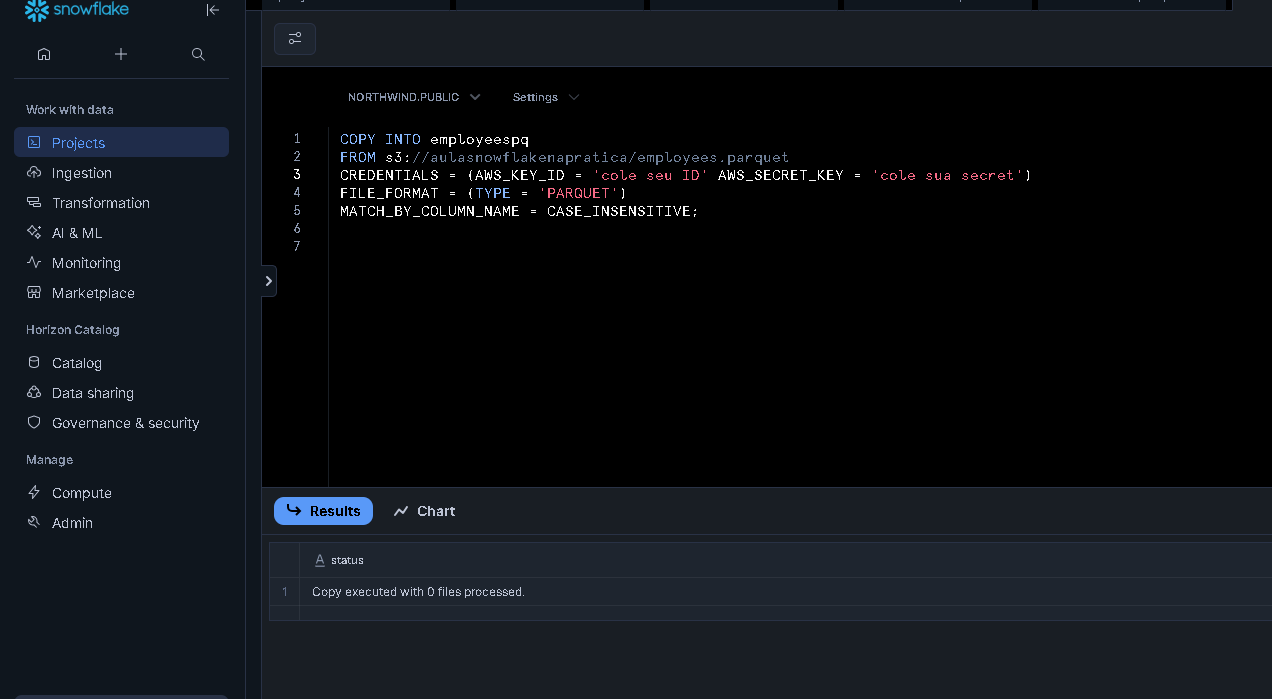 snowflake
Work with data
Projects
Ingestion
Transformation
AI & ML
Monitoring
Marketplace
Horizon Catalog
Catalog
Data sharing
Governance & security
Manage
Compute
Admin
NORTHWIND.PUBLIC
Settings
1 COPY INTO employeespq
2 FROM s3://aulasnowflakenapratica/employees.parquet
3 CREDENTIALS = (AWS_KEY_ID = 'cole seu ID' AWS_SECRET_KEY = 'cole sua secret')
4 FILE_FORMAT = (TYPE = 'PARQUET')
5 MATCH_BY_COLUMN_NAME = CASE_INSENSITIVE;
6
7
Results
Chart
A status
1 Copy executed with 0 files processed.